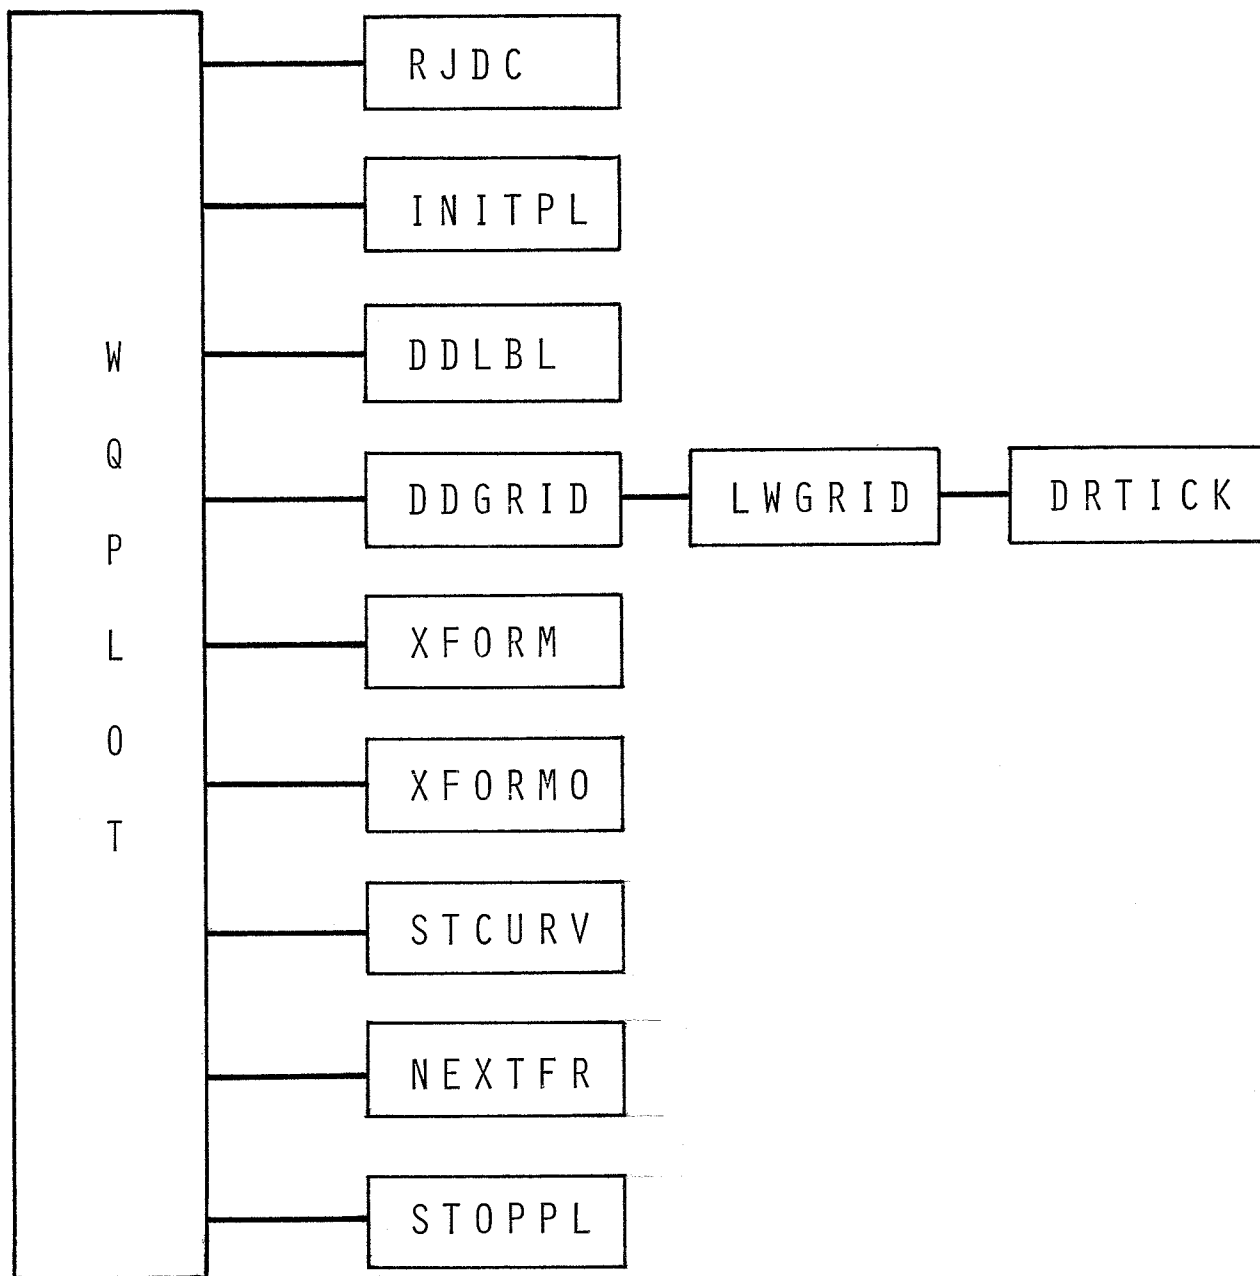 WQPLOT
RJDC
INITPL
DDLBL
DDGRID
LWGRID
DRTICK
XFORM
XFORMO
STCURV
NEXTFR
STOPPL